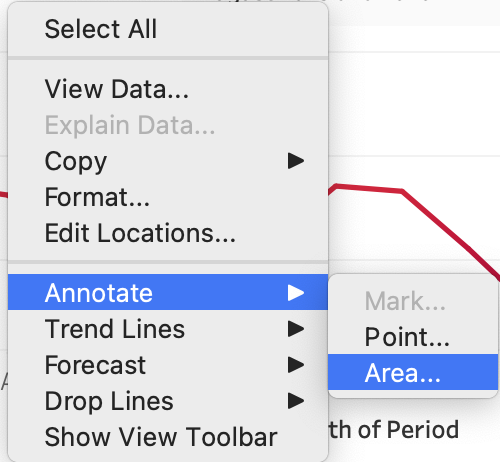 Select All
View Data...
Explain Data...
Copy
Format...
Edit Locations...
Annotate
Mark...
Trend Lines
Point...
Forecast
Area...
Drop Lines
Show View Toolbar
th of Period